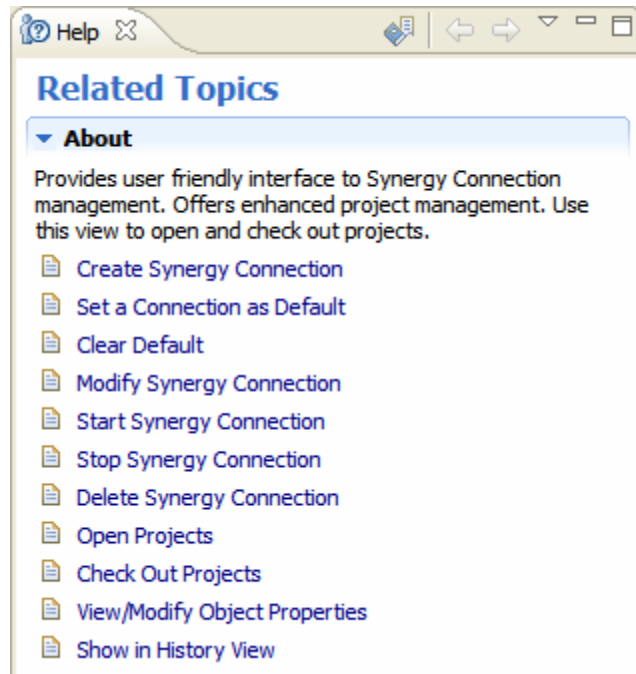 Help
Related Topics
About
Provides user friendly interface to Synergy Connection
management. Offers enhanced project management. Use
this view to open and check out projects.
Create Synergy Connection
Set a Connection as Default
Clear Default
Modify Synergy Connection
Start Synergy Connection
Stop Synergy Connection
Delete Synergy Connection
Open Projects
Check Out Projects
View/Modify Object Properties
Show in History View